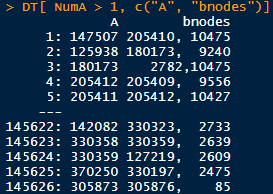 > DT[ NumA > 1, c("A", "bnodes")]
A bnodes
1: 147507 205410, 10475
2: 125938 180173, 9240
3: 180173 2782,10475
4: 205412 205409, 9556
5: 205411 205412, 10427
---
145622: 142082 330323, 2733
145623: 330358 330359, 2639
145624: 330359 127219, 2609
145625: 370250 330197, 2475
145626: 305873 305876, 85